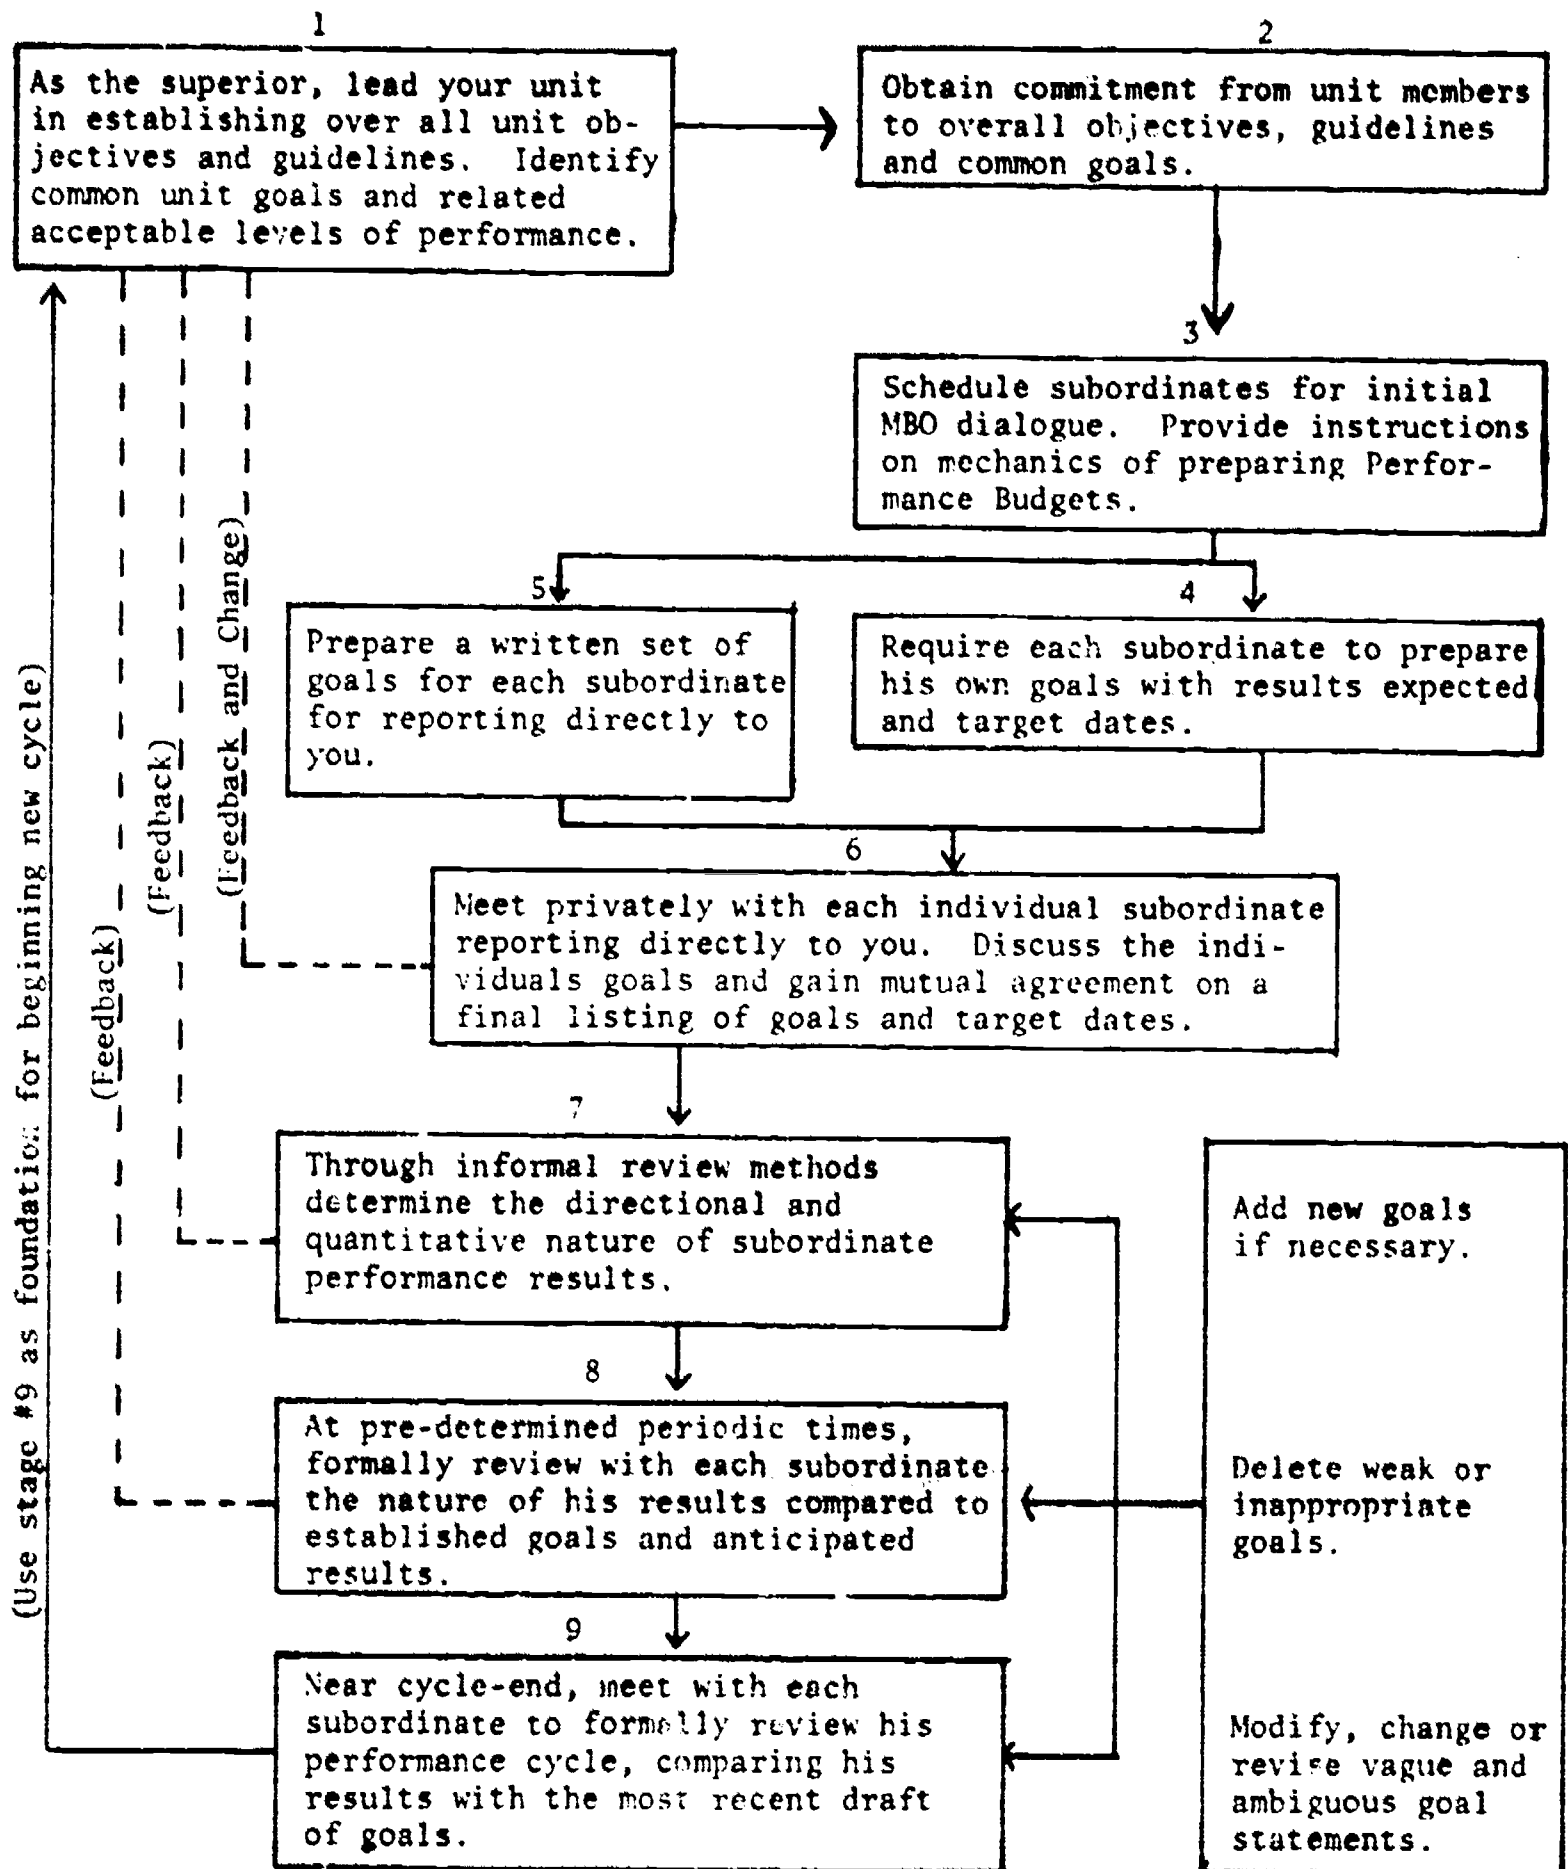 1
As the superior, lead your unit
in establishing over all unit ob-
jectives and guidelines. Identify
common unit goals and related
acceptable levels of performance.
2
Obtain commitment from unit members
to overall objectives, guidelines
and common goals.
3
Schedule subordinates for initial
MBO dialogue. Provide instructions
on mechanics of preparing Perfor-
mance Budgets.
5
Prepare a written set of
goals for each subordinate
for reporting directly to
you.
4
Require each subordinate to prepare
his own goals with results expected
and target dates.
6
Meet privately with each individual subordinate
reporting directly to you. Discuss the indi-
viduals goals and gain mutual agreement on a
final listing of goals and target dates.
7
Through informal review methods
determine the directional and
quantitative nature of subordinate
performance results.
8
At pre-determined periodic times,
formally review with each subordinate
the nature of his results compared to
established goals and anticipated
results.
9
Near cycle-end, meet with each
subordinate to formally review his
performance cycle, comparing his
results with the most recent draft
of goals.
Add new goals
if necessary.
Delete weak or
inappropriate
goals.
Modify, change or
revise vague and
ambiguous goal
statements.
(Use stage #9 as foundation for beginning new cycle)
(Feedback)
(Feedback)
(Feedback and Change)